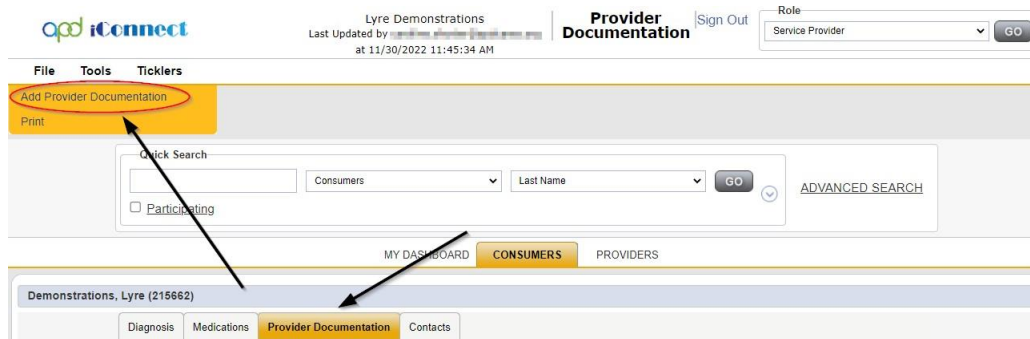 apd iConnect
Lyre Demonstrations
Last Updated by
at 11/30/2022 11:45:34 AM
Provider
Documentation
Sign Out
Role
Service Provider
GO
File Tools Ticklers
Add Provider Documentation
Print
Quick Search
Consumers Last Name GO
Participating
ADVANCED SEARCH
MY DASHBOARD CONSUMERS PROVIDERS
Demonstrations, Lyre (215662)
Diagnosis Medications Provider Documentation Contacts